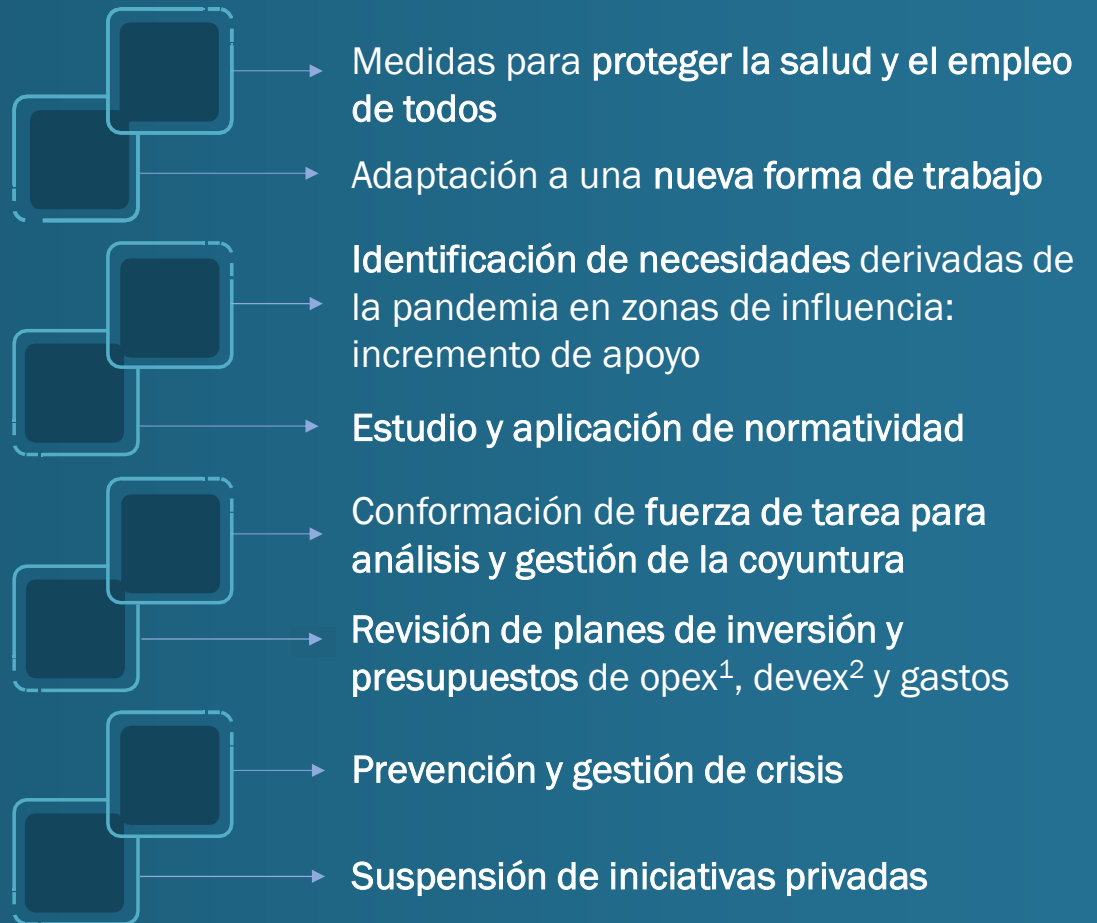 Medidas para proteger la salud y el empleo
de todos
Adaptación a una nueva forma de trabajo
Identificación de necesidades derivadas de
la pandemia en zonas de influencia:
incremento de apoyo
Estudio y aplicación de normatividad
Conformación de fuerza de tarea para
análisis y gestión de la coyuntura
Revisión de planes de inversión y
presupuestos de opex¹, devex² y gastos
Prevención y gestión de crisis
Suspensión de iniciativas privadas